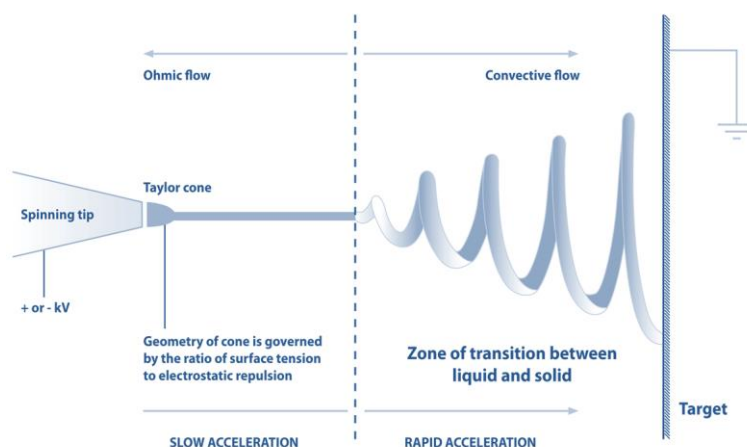 Ohmic flow
Convective flow
Taylor cone
Spinning tip
+ or - kV
Geometry of cone is governed
by the ratio of surface tension
to electrostatic repulsion
Zone of transition between
liquid and solid
Target
SLOW ACCELERATION
RAPID ACCELERATION